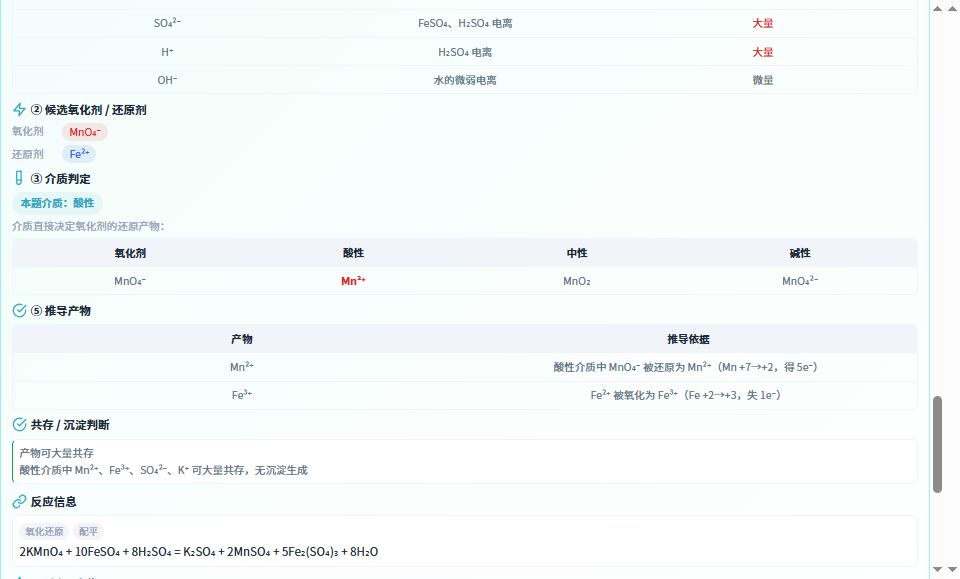 SO₄²⁻ FeSO₄、H₂SO₄ 电离 大量
H⁺ H₂SO₄ 电离 大量
OH⁻ 水的微弱电离 微量
② 候选氧化剂 / 还原剂
氧化剂 MnO₄⁻
还原剂 Fe²⁺
③ 介质判定
本题介质：酸性
介质直接决定氧化剂的还原产物：
氧化剂 酸性 中性 碱性
MnO₄⁻ Mn²⁺ MnO₂ MnO₄²⁻
⑤ 推导产物
产物 推导依据
Mn²⁺ 酸性介质中 MnO₄⁻ 被还原为 Mn²⁺（Mn +7→+2，得 5e⁻）
Fe³⁺ Fe²⁺ 被氧化为 Fe³⁺（Fe +2→+3，失 1e⁻）
共存 / 沉淀判断
产物可大量共存
酸性介质中 Mn²⁺、Fe³⁺、SO₄²⁻、K⁺ 可大量共存，无沉淀生成
反应信息
氧化还原 配平
2KMnO₄ + 10FeSO₄ + 8H₂SO₄ = K₂SO₄ + 2MnSO₄ + 5Fe₂(SO₄)₃ + 8H₂O